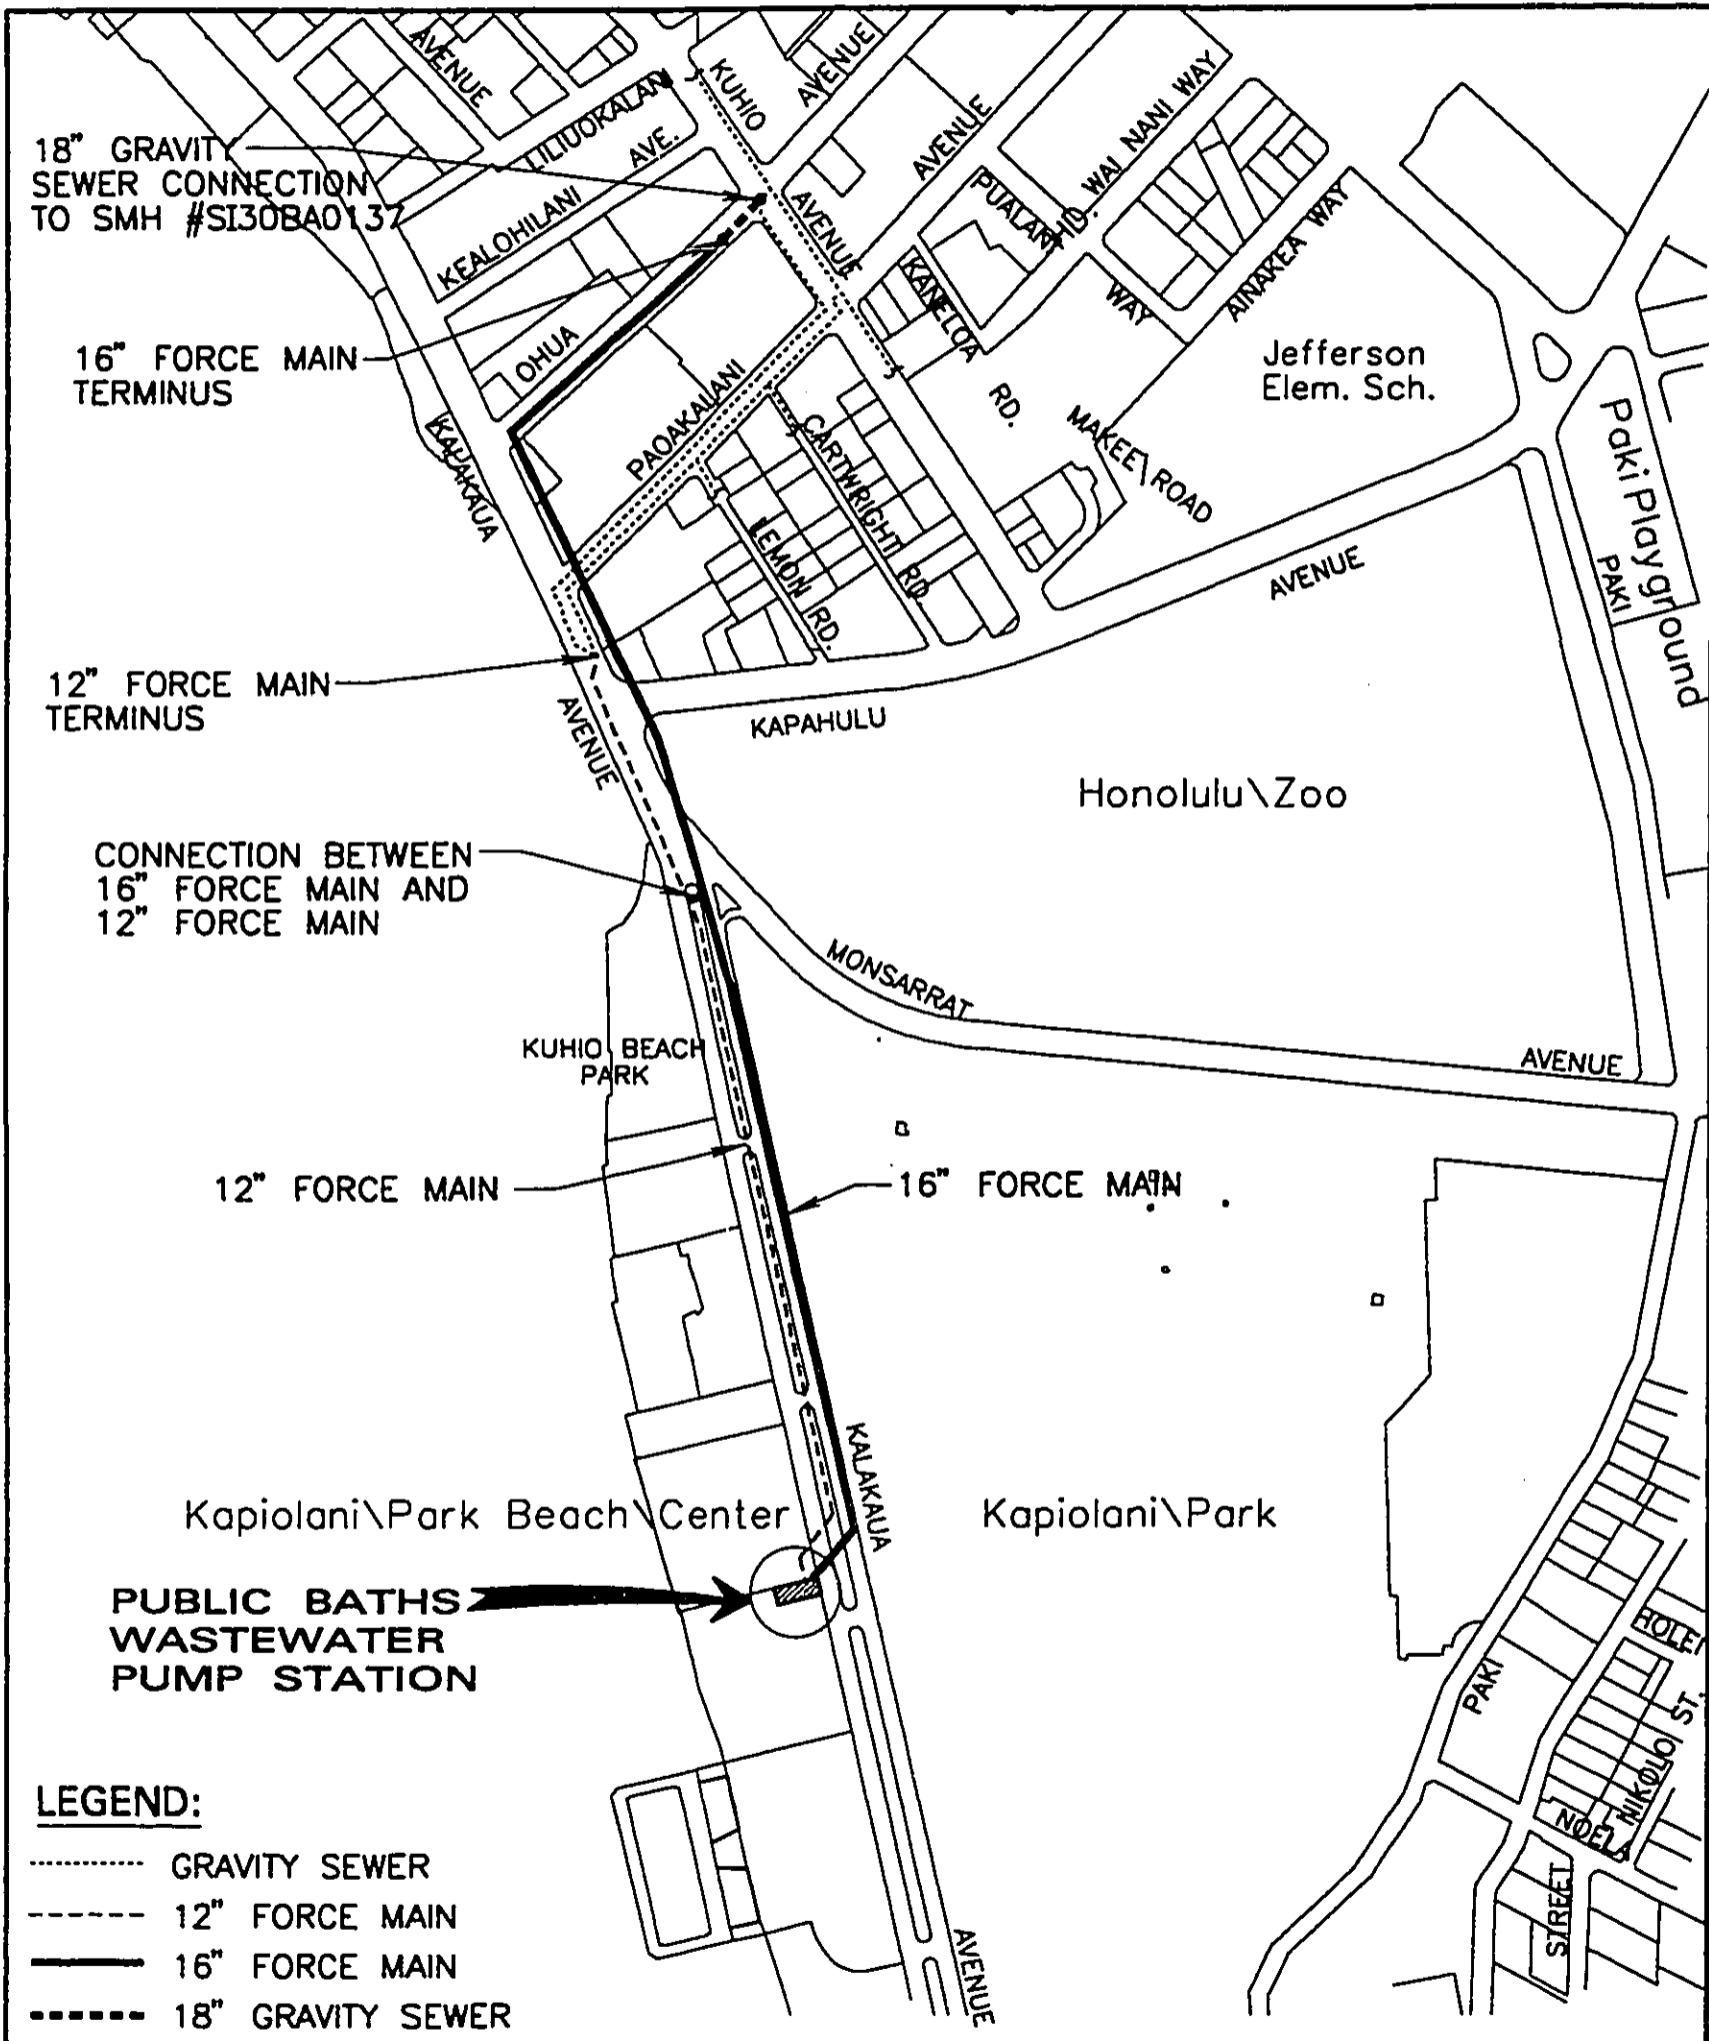 AVENUE
KUHIO
AVENUE
LILIUOKALANI
AVE.
AVENUE
WAI NANI WAY
18" GRAVITY
SEWER CONNECTION
TO SMH #SI30BA0137
KEALOHILANI
AVENUE
PUALANI
RD.
KANELOA
RD.
WAY
AINAKEA WAY
16" FORCE MAIN
TERMINUS
OHUA
Jefferson
Elem. Sch.
MAKEE\ROAD
Paki Playground
PAKI
KALAKAUA
PAOAKALANI
CARTWRIGHT RD.
LEMON RD.
AVENUE
12" FORCE MAIN
TERMINUS
AVENUE
KAPAHULU
Honolulu\Zoo
CONNECTION BETWEEN
16" FORCE MAIN AND
12" FORCE MAIN
MONSARRAT
AVENUE
KUHIO BEACH
PARK
12" FORCE MAIN
16" FORCE MAIN
KALAKAUA
Kapiolani\Park Beach\Center
Kapiolani\Park
PUBLIC BATHS
WASTEWATER
PUMP STATION
PAKI
NIKOLO ST.
STREET
AVENUE
LEGEND:
GRAVITY SEWER
12" FORCE MAIN
16" FORCE MAIN
18" GRAVITY SEWER